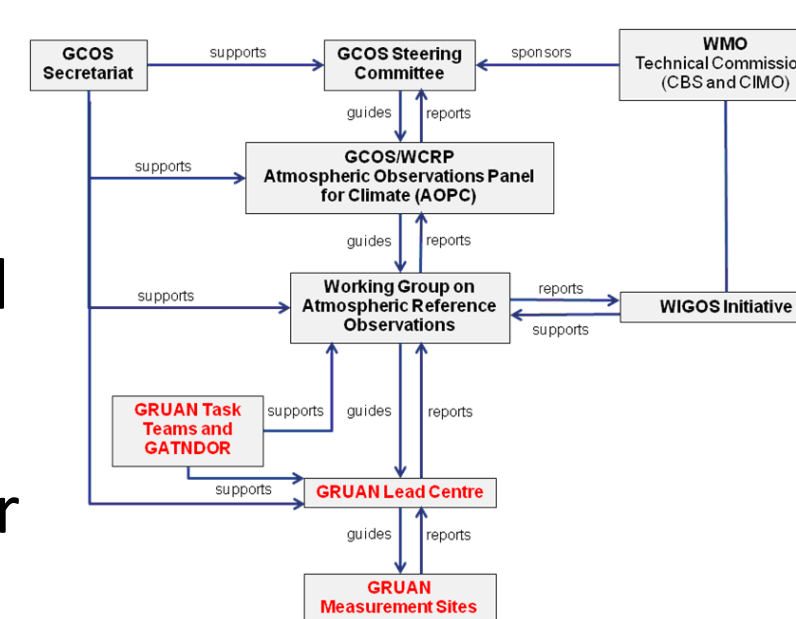 GCOS
Secretariat
supports
GCOS Steering
Committee
sponsors
WMO
Technical Commissio
(CBS and CIMO)
guides
reports
supports
GCOS/WCRP
Atmospheric Observations Panel
for Climate (AOPC)
guides
reports
supports
Working Group on
Atmospheric Reference
Observations
reports
supports
WIGOS Initiative
GRUAN Task
Teams and
GATNDOR
supports
guides
reports
supports
GRUAN Lead Centre
r
guides
reports
GRUAN
Measurement Sites